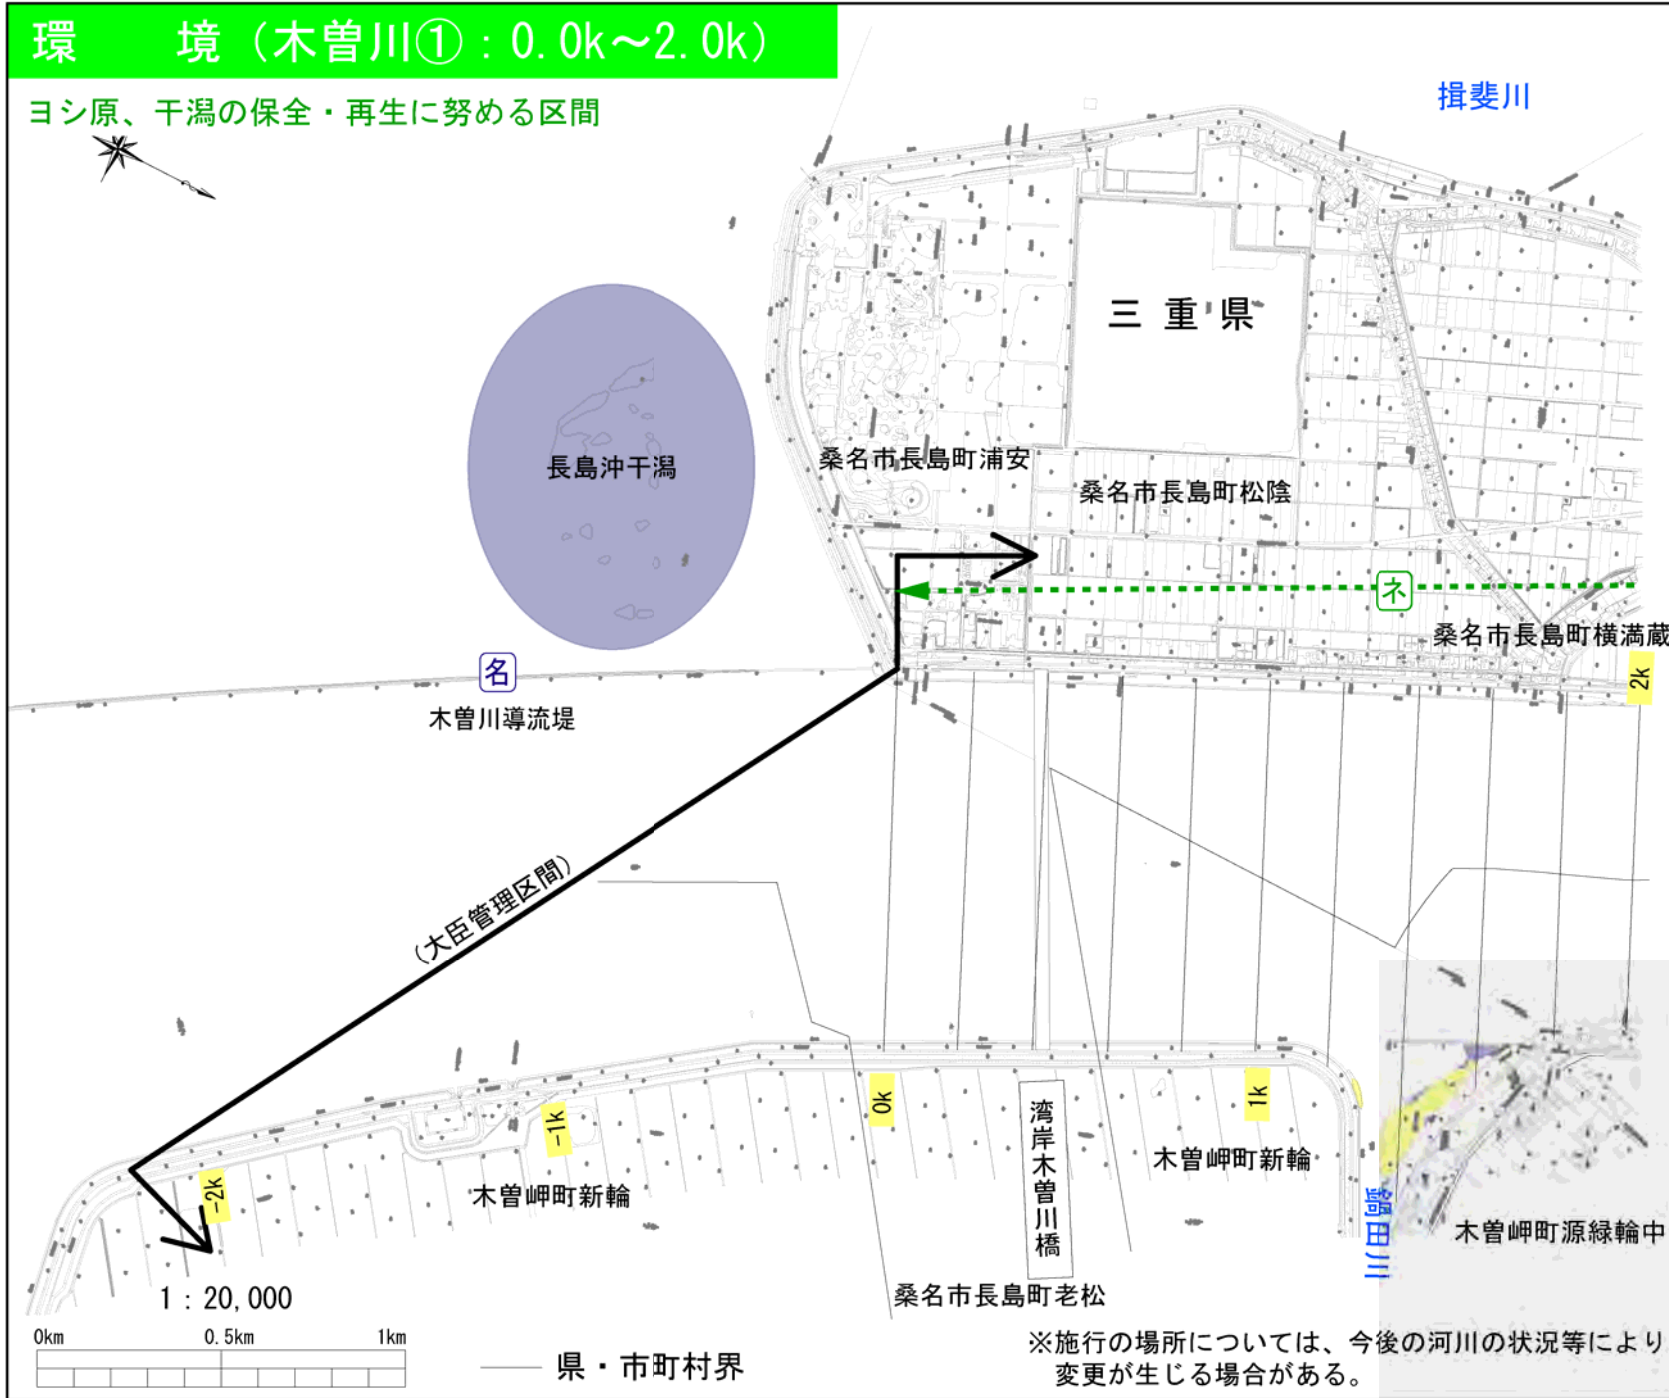 環 境（木曽川①：0.0k～2.0k）
ヨシ原、干潟の保全・再生に努める区間
揖斐川
三重県
長島沖干潟
桑名市長島町浦安
桑名市長島町松陰
ネ
桑名市長島町横満蔵
2k
名
木曽川導流堤
（大臣管理区間）
0k
1k
-1k
-2k
湾岸木曽川橋
木曽岬町新輪
木曽岬町新輪
鍋田川
木曽岬町源緑輪中
桑名市長島町老松
1：20,000
0km 0.5km 1km
県・市町村界
※施行の場所については、今後の河川の状況等により
変更が生じる場合がある。